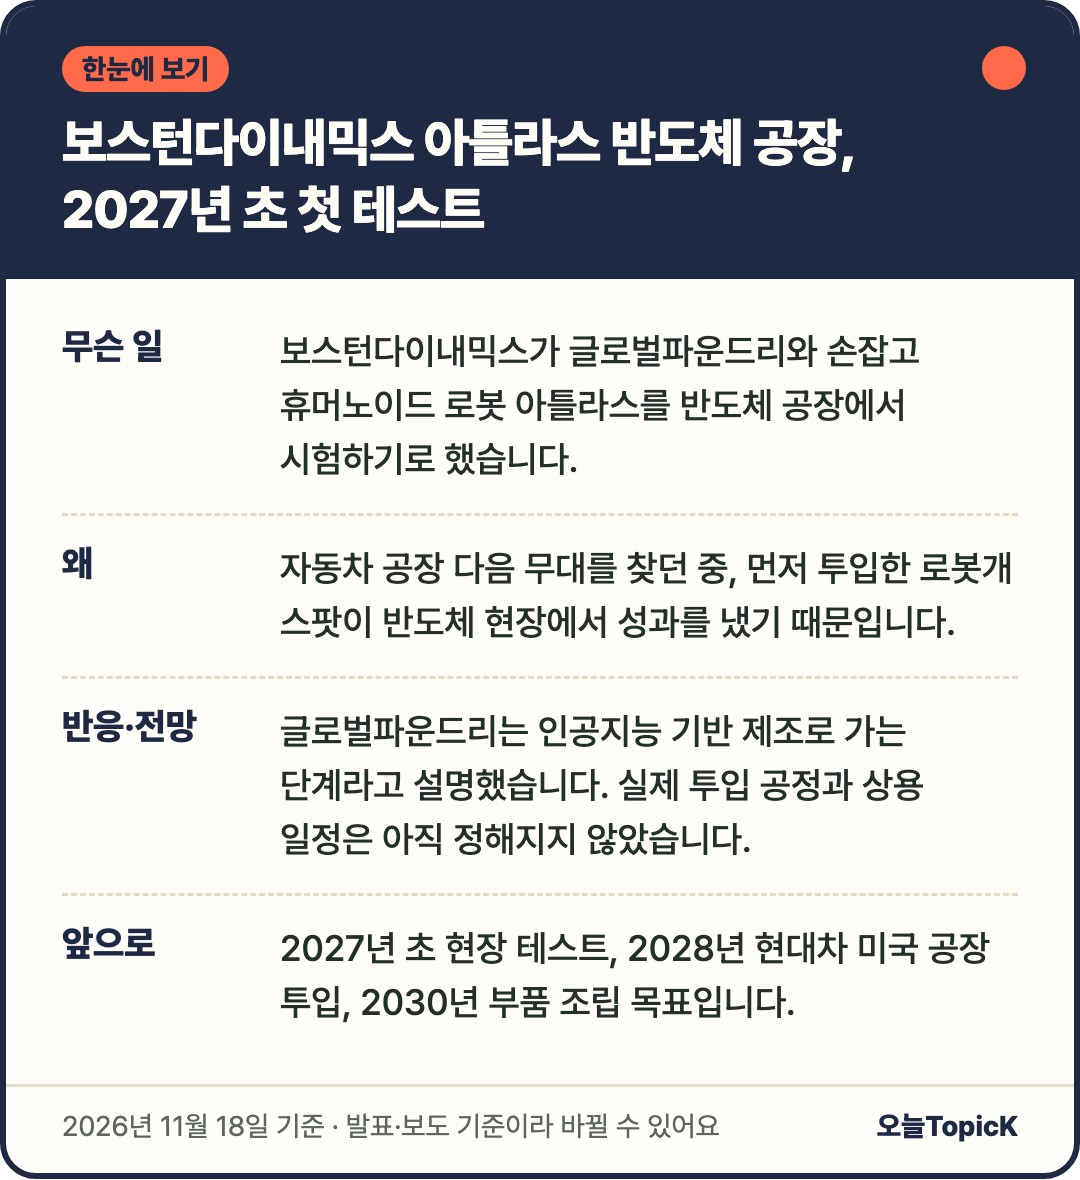 한눈에 보기
보스턴다이내믹스 아틀라스 반도체 공장,
2027년 초 첫 테스트
무슨 일
보스턴다이내믹스가 글로벌파운드리와 손잡고
휴머노이드 로봇 아틀라스를 반도체 공장에서
시험하기로 했습니다.
왜
자동차 공장 다음 무대를 찾던 중, 먼저 투입한 로봇개
스팟이 반도체 현장에서 성과를 냈기 때문입니다.
반응·전망
글로벌파운드리는 인공지능 기반 제조로 가는
단계라고 설명했습니다. 실제 투입 공정과 상용
일정은 아직 정해지지 않았습니다.
앞으로
2027년 초 현장 테스트, 2028년 현대차 미국 공장
투입, 2030년 부품 조립 목표입니다.
2026년 11월 18일 기준 · 발표·보도 기준이라 바뀔 수 있어요
오늘TopicK